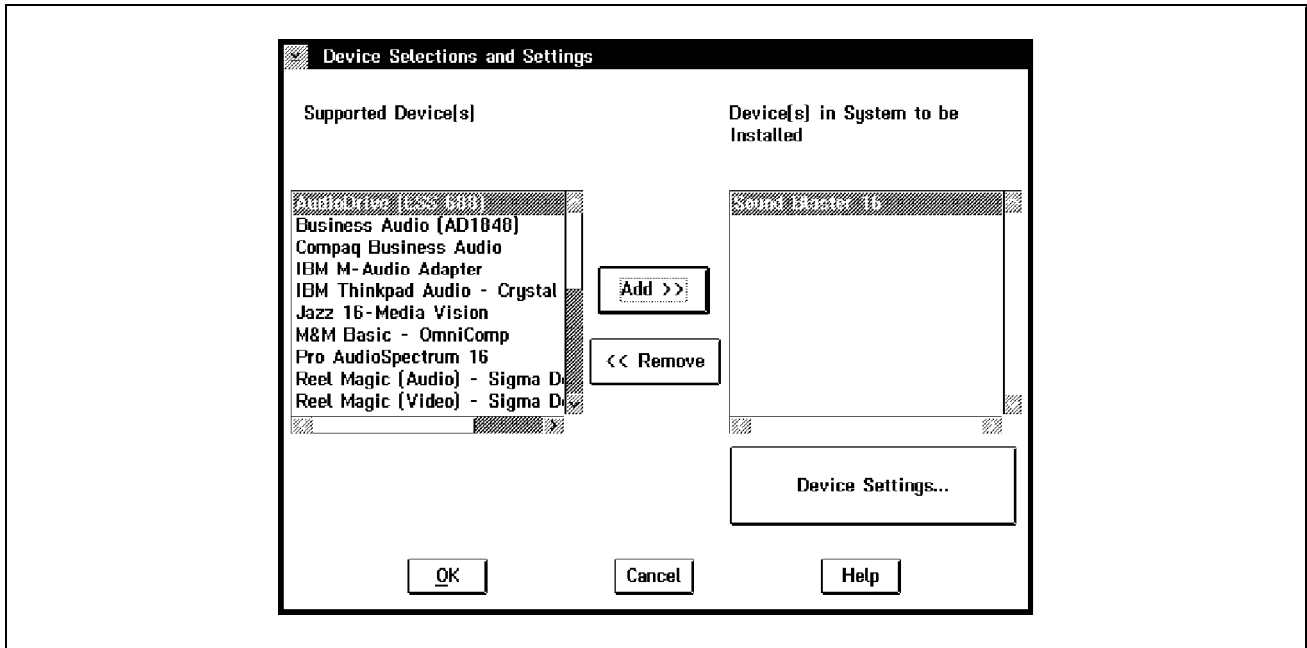 Device Selections and Settings
Supported Device(s)
Device(s) in System to be
Installed
AudioDrive (ESS 688)
Business Audio (AD1848)
Compaq Business Audio
IBM M-Audio Adapter
IBM Thinkpad Audio - Crystal
Jazz 16-Media Vision
M&M Basic - OmniComp
Pro AudioSpectrum 16
Reel Magic (Audio) - Sigma D
Reel Magic (Video) - Sigma D
Add >>
<< Remove
Sound Blaster 16
Device Settings...
OK
Cancel
Help